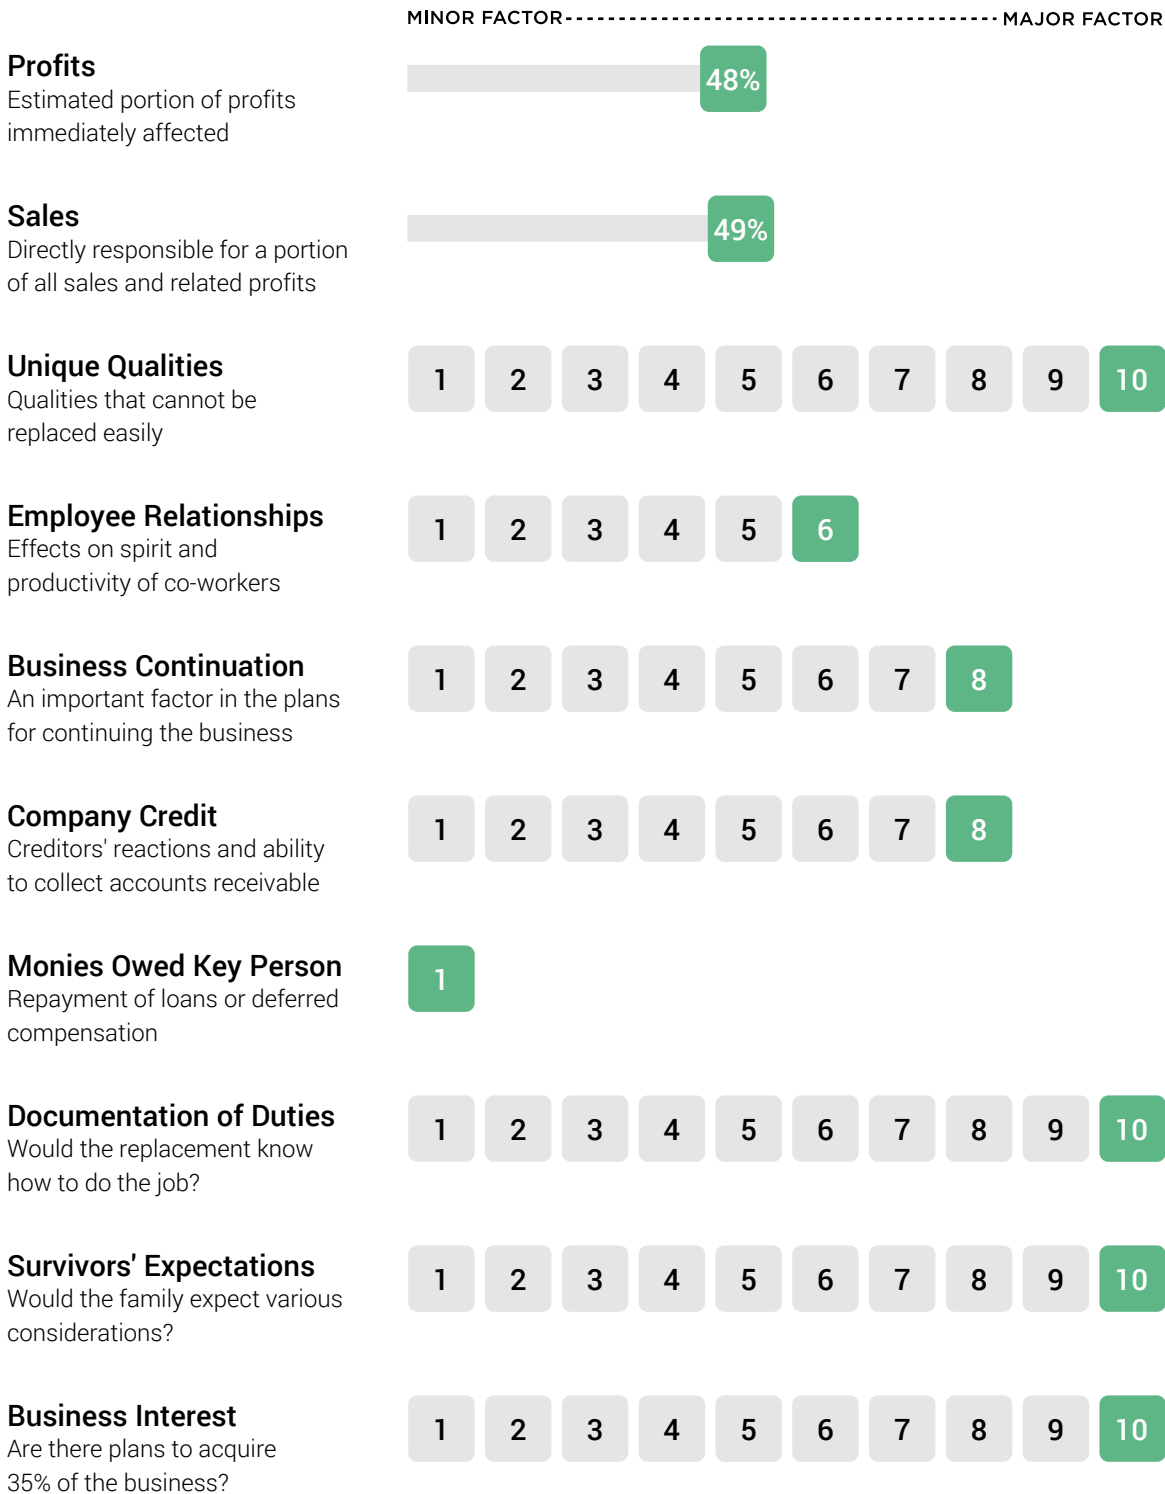 MINOR FACTOR - - - - - - - - - - - - - - - - - - - - - - - - - - - - - - - - - - - - - - - - - MAJOR FACTOR
Profits
Estimated portion of profits
immediately affected
48%
Sales
Directly responsible for a portion
of all sales and related profits
49%
Unique Qualities
Qualities that cannot be
replaced easily
1 2 3 4 5 6 7 8 9 10
Employee Relationships
Effects on spirit and
productivity of co-workers
1 2 3 4 5 6
Business Continuation
An important factor in the plans
for continuing the business
1 2 3 4 5 6 7 8
Company Credit
Creditors' reactions and ability
to collect accounts receivable
1 2 3 4 5 6 7 8
Monies Owed Key Person
Repayment of loans or deferred
compensation
1
Documentation of Duties
Would the replacement know
how to do the job?
1 2 3 4 5 6 7 8 9 10
Survivors' Expectations
Would the family expect various
considerations?
1 2 3 4 5 6 7 8 9 10
Business Interest
Are there plans to acquire
35% of the business?
1 2 3 4 5 6 7 8 9 10